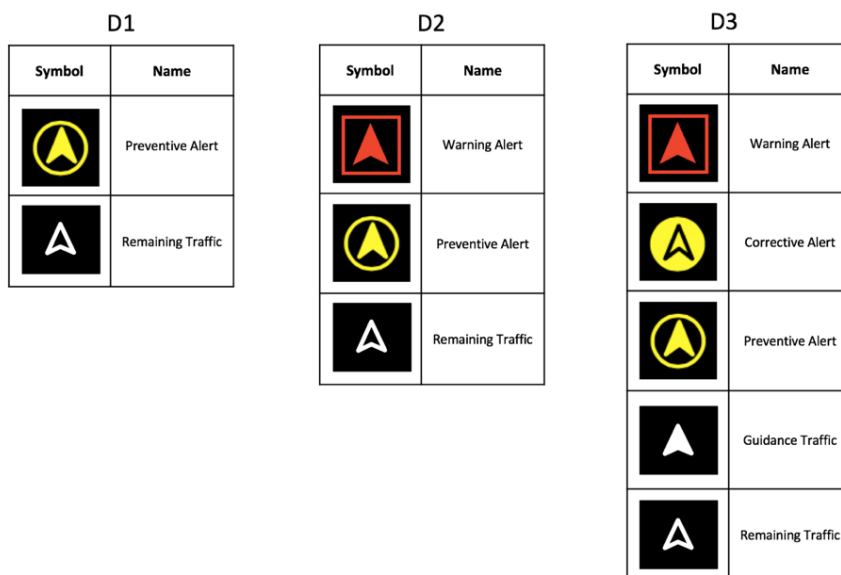 D1
Symbol Name
Preventive Alert
Remaining Traffic
D2
Symbol Name
Warning Alert
Preventive Alert
Remaining Traffic
D3
Symbol Name
Warning Alert
Corrective Alert
Preventive Alert
Guidance Traffic
Remaining Traffic